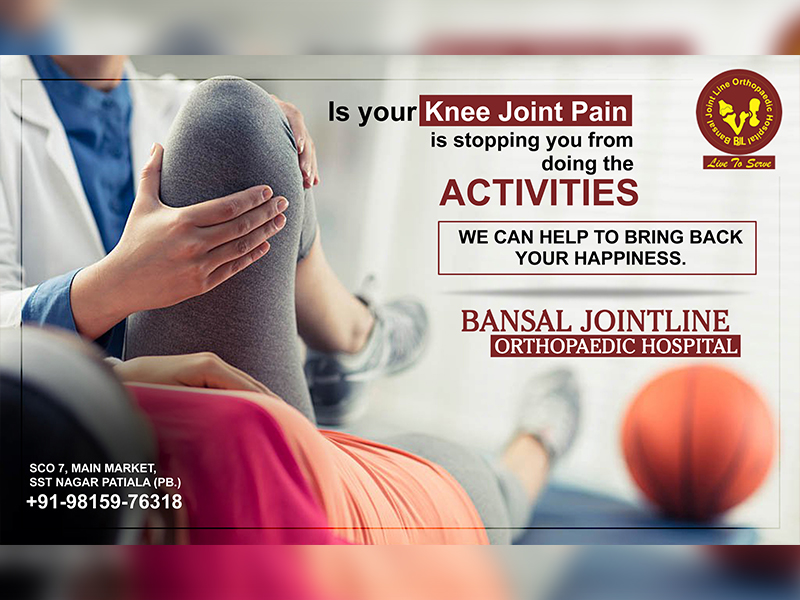 Is your Knee Joint Pain
is stopping you from
doing the
ACTIVITIES
WE CAN HELP TO BRING BACK
YOUR HAPPINESS.
BANSAL JOINTLINE
ORTHOPAEDIC HOSPITAL
Bansal Joint Line Orthopaedic Hospital
BJL
Live To Serve
SCO 7, MAIN MARKET,
SST NAGAR PATIALA (PB.)
+91-98159-76318